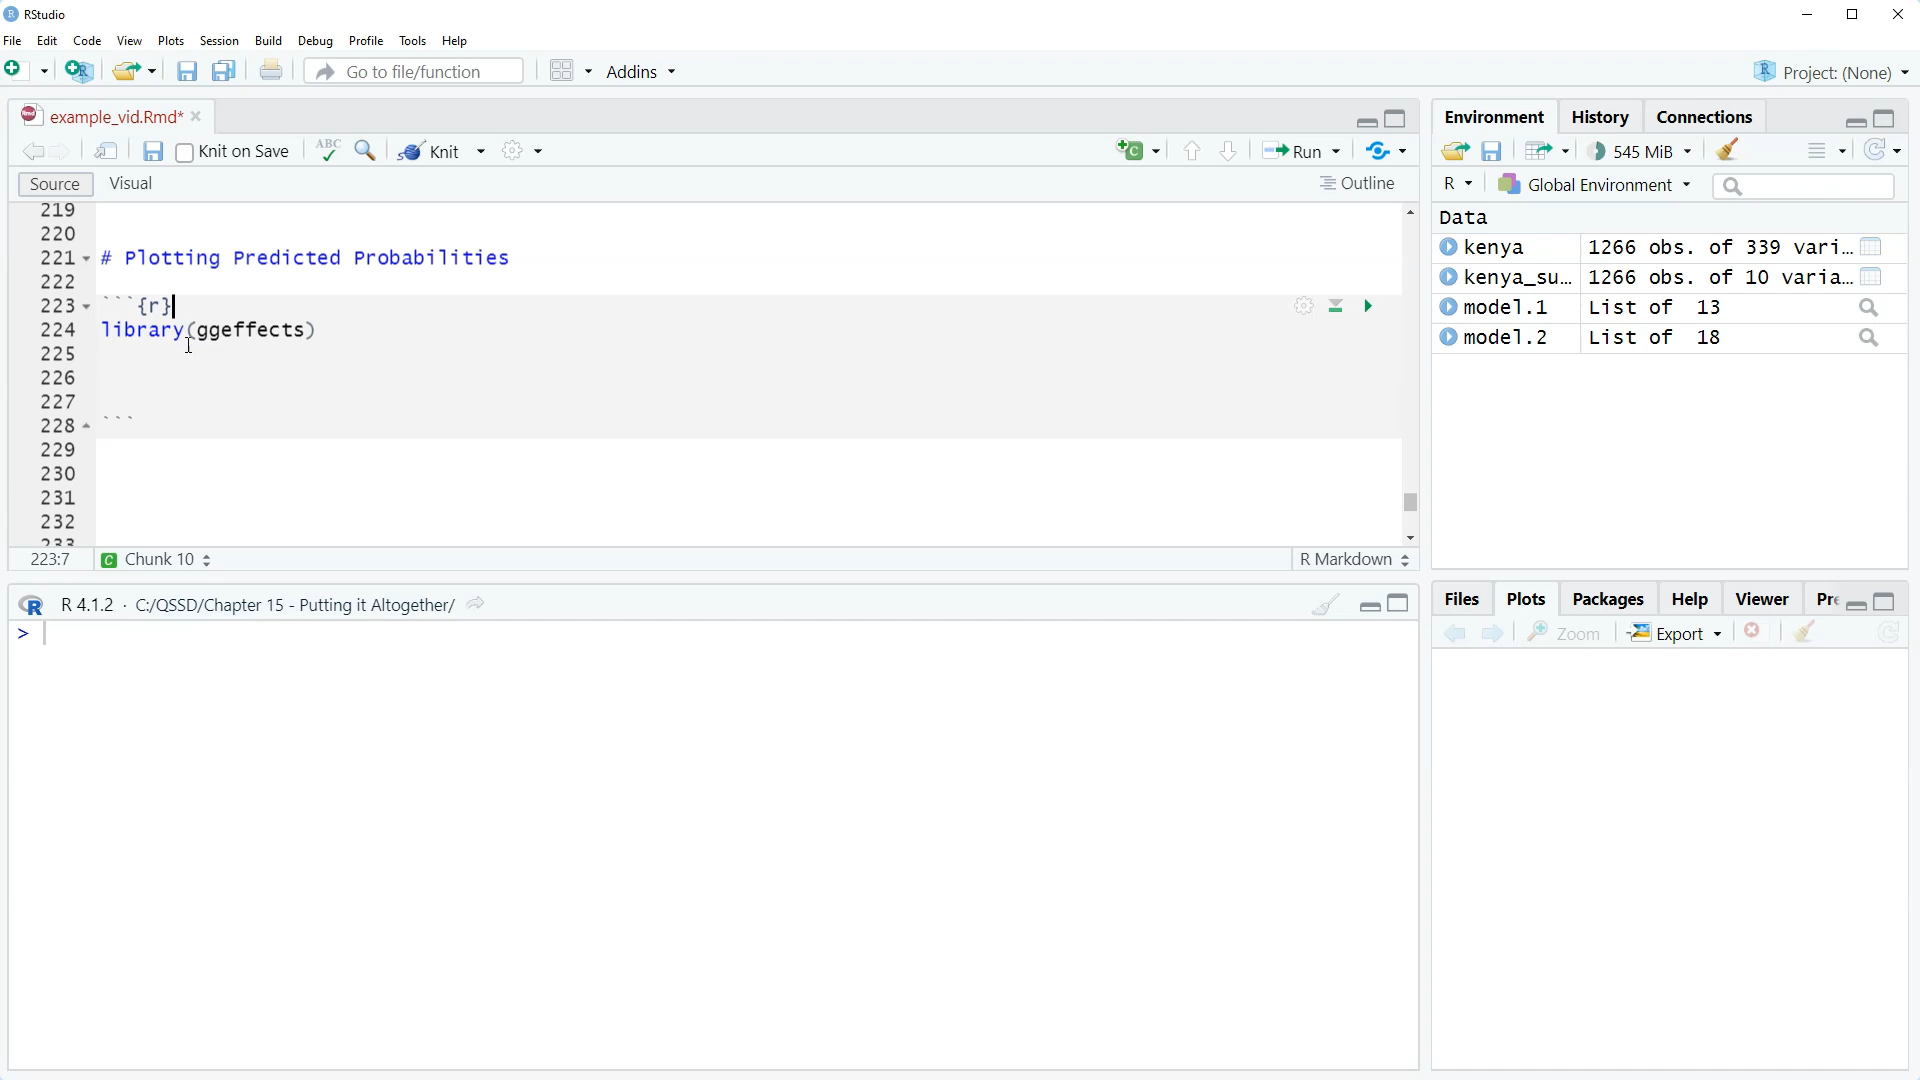 RStudio
File Edit Code View Plots Session Build Debug Profile Tools Help
Go to file/function Addins Project: (None)
example_vid.Rmd*
Knit on Save ABC Knit Run
Source Visual Outline
219
220
221 # Plotting Predicted Probabilities
222
223 ```{r}
224 library(ggeffects)
225
226
227
228 ```
229
230
231
232
233
223:7 C Chunk 10 R Markdown
R 4.1.2 · C:/QSSD/Chapter 15 - Putting it Altogether/
>
Environment History Connections
545 MiB
R Global Environment
Data
kenya 1266 obs. of 339 vari…
kenya_su… 1266 obs. of 10 varia…
model.1 List of 13
model.2 List of 18
Files Plots Packages Help Viewer Pre
Zoom Export